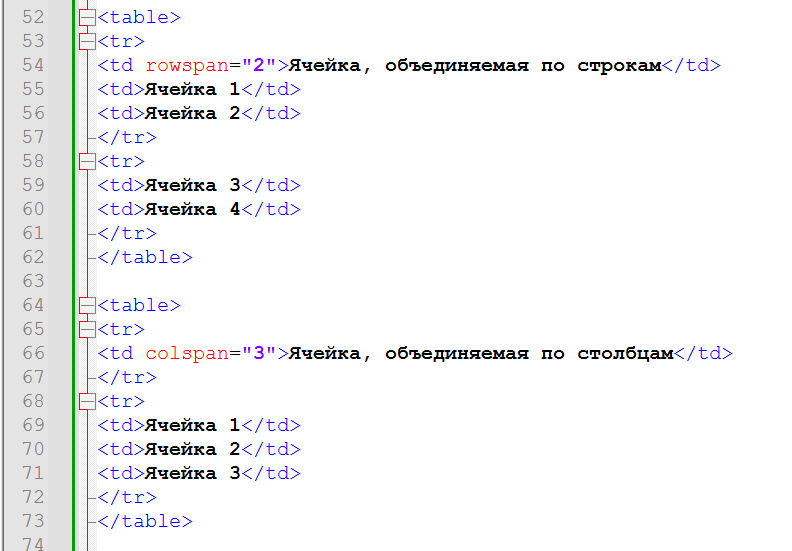 52 <table>
53 <tr>
54 <td rowspan="2">Ячейка, объединяемая по строкам</td>
55 <td>Ячейка 1</td>
56 <td>Ячейка 2</td>
57 </tr>
58 <tr>
59 <td>Ячейка 3</td>
60 <td>Ячейка 4</td>
61 </tr>
62 </table>
63
64 <table>
65 <tr>
66 <td colspan="3">Ячейка, объединяемая по столбцам</td>
67 </tr>
68 <tr>
69 <td>Ячейка 1</td>
70 <td>Ячейка 2</td>
71 <td>Ячейка 3</td>
72 </tr>
73 </table>
74